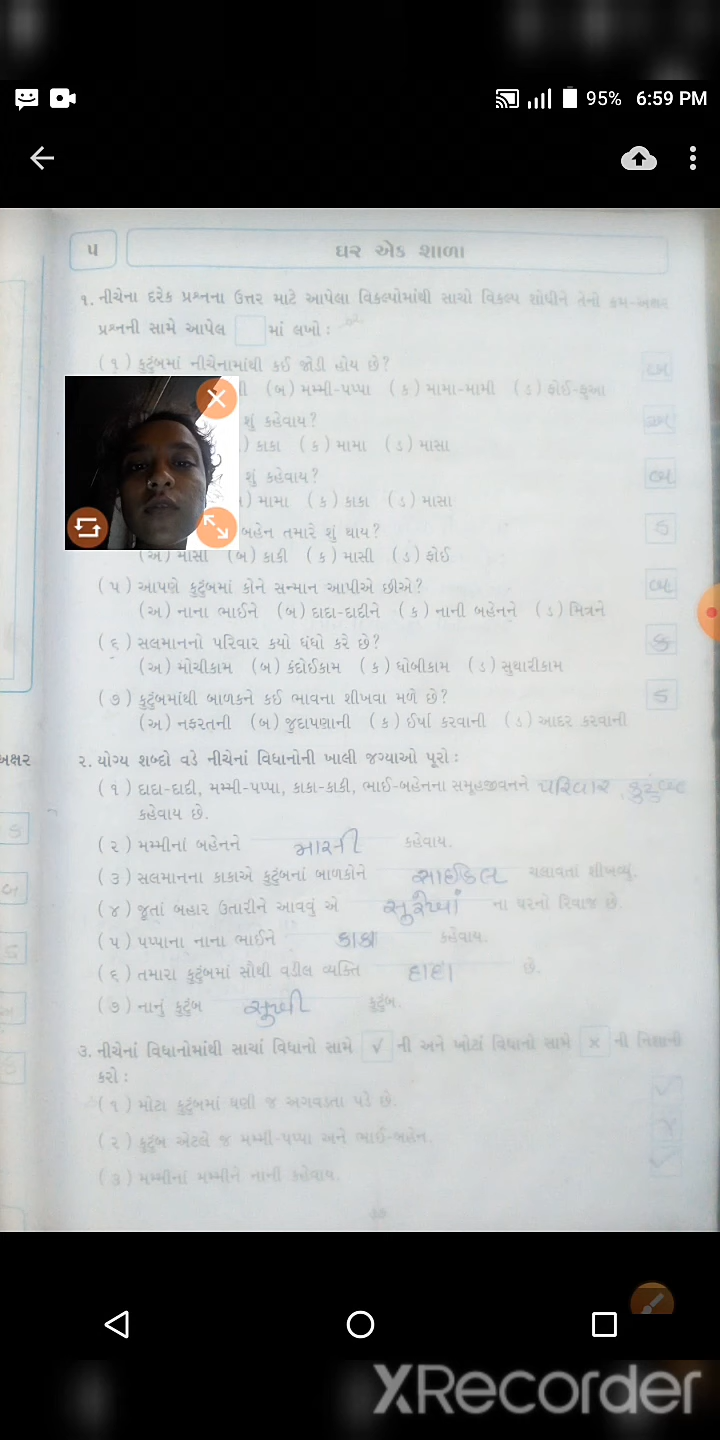 95% 6:59 PM
૫ ઘર એક શાળા
૧. નીચેના દરેક પ્રશ્નના ઉત્તર માટે આપેલા વિકલ્પોમાંથી સાચો વિકલ્પ શોધીને તેનો ક્રમ-અક્ષર
પ્રશ્નની સામે આપેલ માં લખો :
(૧) કુટુંબમાં નીચેનામાંથી કઈ જોડી હોય છે? બ
(બ) મમ્મી-પપ્પા (ક) મામા-મામી (ડ) ફોઈ-ફુઆ
શું કહેવાય? અ
) કાકા (ક) મામા (ડ) માસા
શું કહેવાય? બ
) મામા (ક) કાકા (ડ) માસા
બહેન તમારે શું થાય? ડ
(અ) મામી (બ) કાકી (ક) માસી (ડ) ફોઈ
(૫) આપણે કુટુંબમાં કોને સન્માન આપીએ છીએ? બ
(અ) નાના ભાઈને (બ) દાદા-દાદીને (ક) નાની બહેનને (ડ) મિત્રને
(૬) સલમાનનો પરિવાર કયો ધંધો કરે છે? ક
(અ) મોચીકામ (બ) કંદોઈકામ (ક) ધોબીકામ (ડ) સુથારીકામ
(૭) કુટુંબમાંથી બાળકને કઈ ભાવના શીખવા મળે છે? ડ
(અ) નફરતની (બ) જુદાપણાની (ક) ઈર્ષા કરવાની (ડ) આદર કરવાની
અક્ષર
૨. યોગ્ય શબ્દો વડે નીચેનાં વિધાનોની ખાલી જગ્યાઓ પૂરો :
(૧) દાદા-દાદી, મમ્મી-પપ્પા, કાકા-કાકી, ભાઈ-બહેનના સમૂહજીવનને પરિવાર, કુટુંબ
કહેવાય છે.
(૨) મમ્મીનાં બહેનને માસી કહેવાય.
(૩) સલમાનના કાકાએ કુટુંબનાં બાળકોને સાઈકલ ચલાવતાં શીખવ્યું.
(૪) જૂતાં બહાર ઉતારીને આવવું એ ના ઘરનો રિવાજ છે.
(૫) પપ્પાના નાના ભાઈને કાકા કહેવાય.
(૬) તમારા કુટુંબમાં સૌથી વડીલ વ્યક્તિ દાદા છે.
(૭) નાનું કુટુંબ સુખી કુટુંબ.
૩. નીચેનાં વિધાનોમાંથી સાચાં વિધાનો સામે ✓ ની અને ખોટાં વિધાનો સામે × ની નિશાની
કરો :
(૧) મોટા કુટુંબમાં ઘણી જ અગવડતા પડે છે. ✓
(૨) કુટુંબ એટલે જ મમ્મી-પપ્પા અને ભાઈ-બહેન. ×
(૩) મમ્મીનાં મમ્મીને નાની કહેવાય. ✓
XRecorder